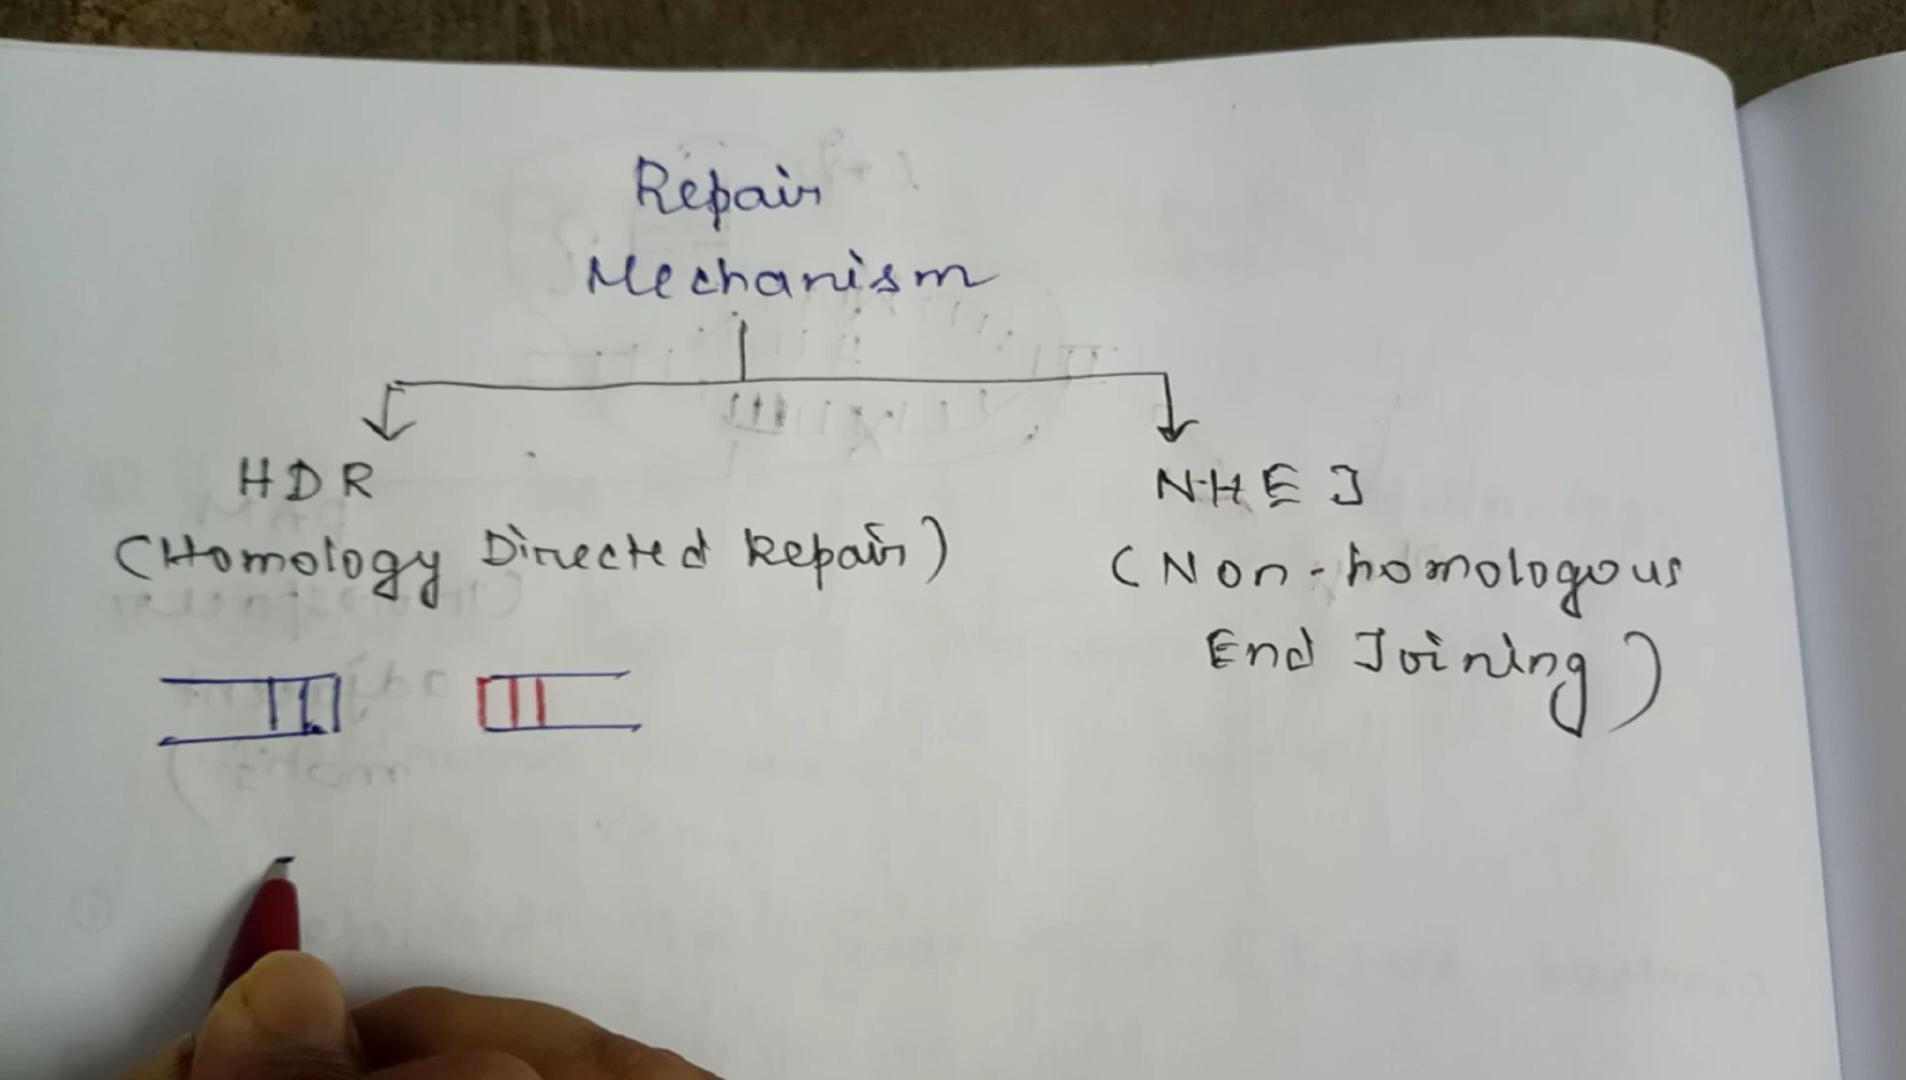 Repair
Mechanism
HDR
(Homology Directed Repair)
NHEJ
(Non-homologous
End Joining)